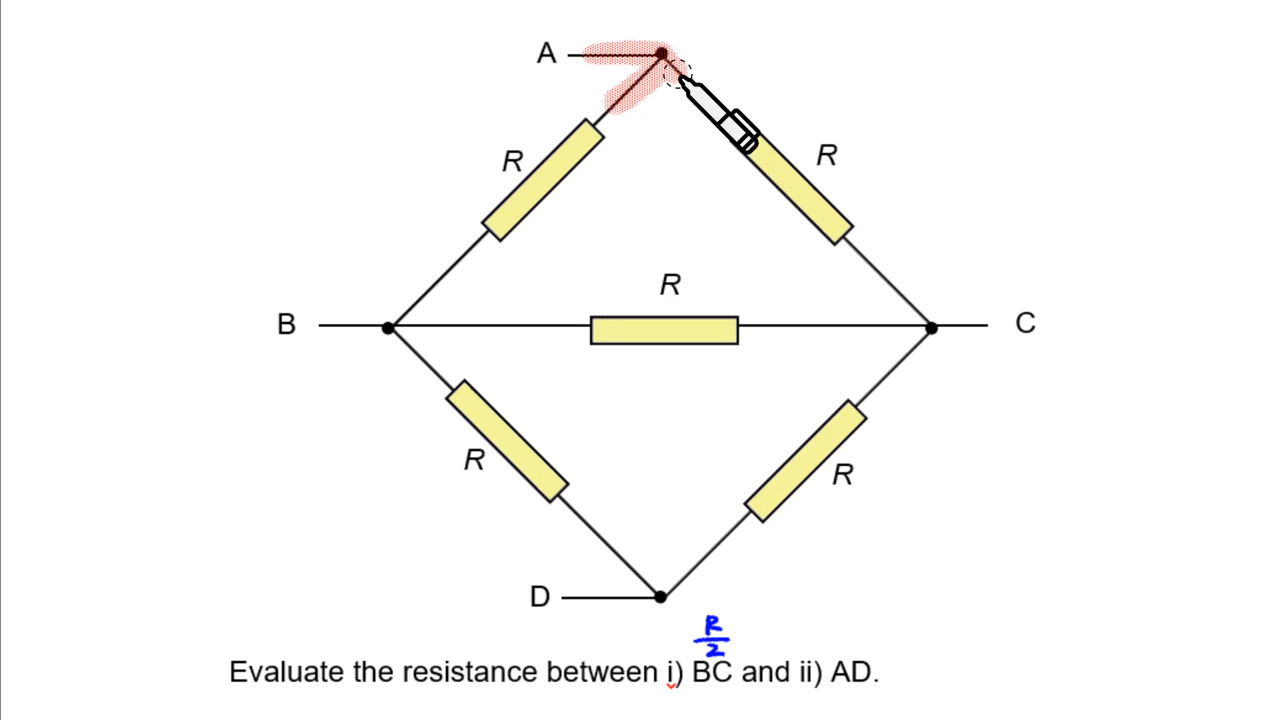 A
R
R
R
B
C
R
R
D
R
2
Evaluate the resistance between i) BC and ii) AD.